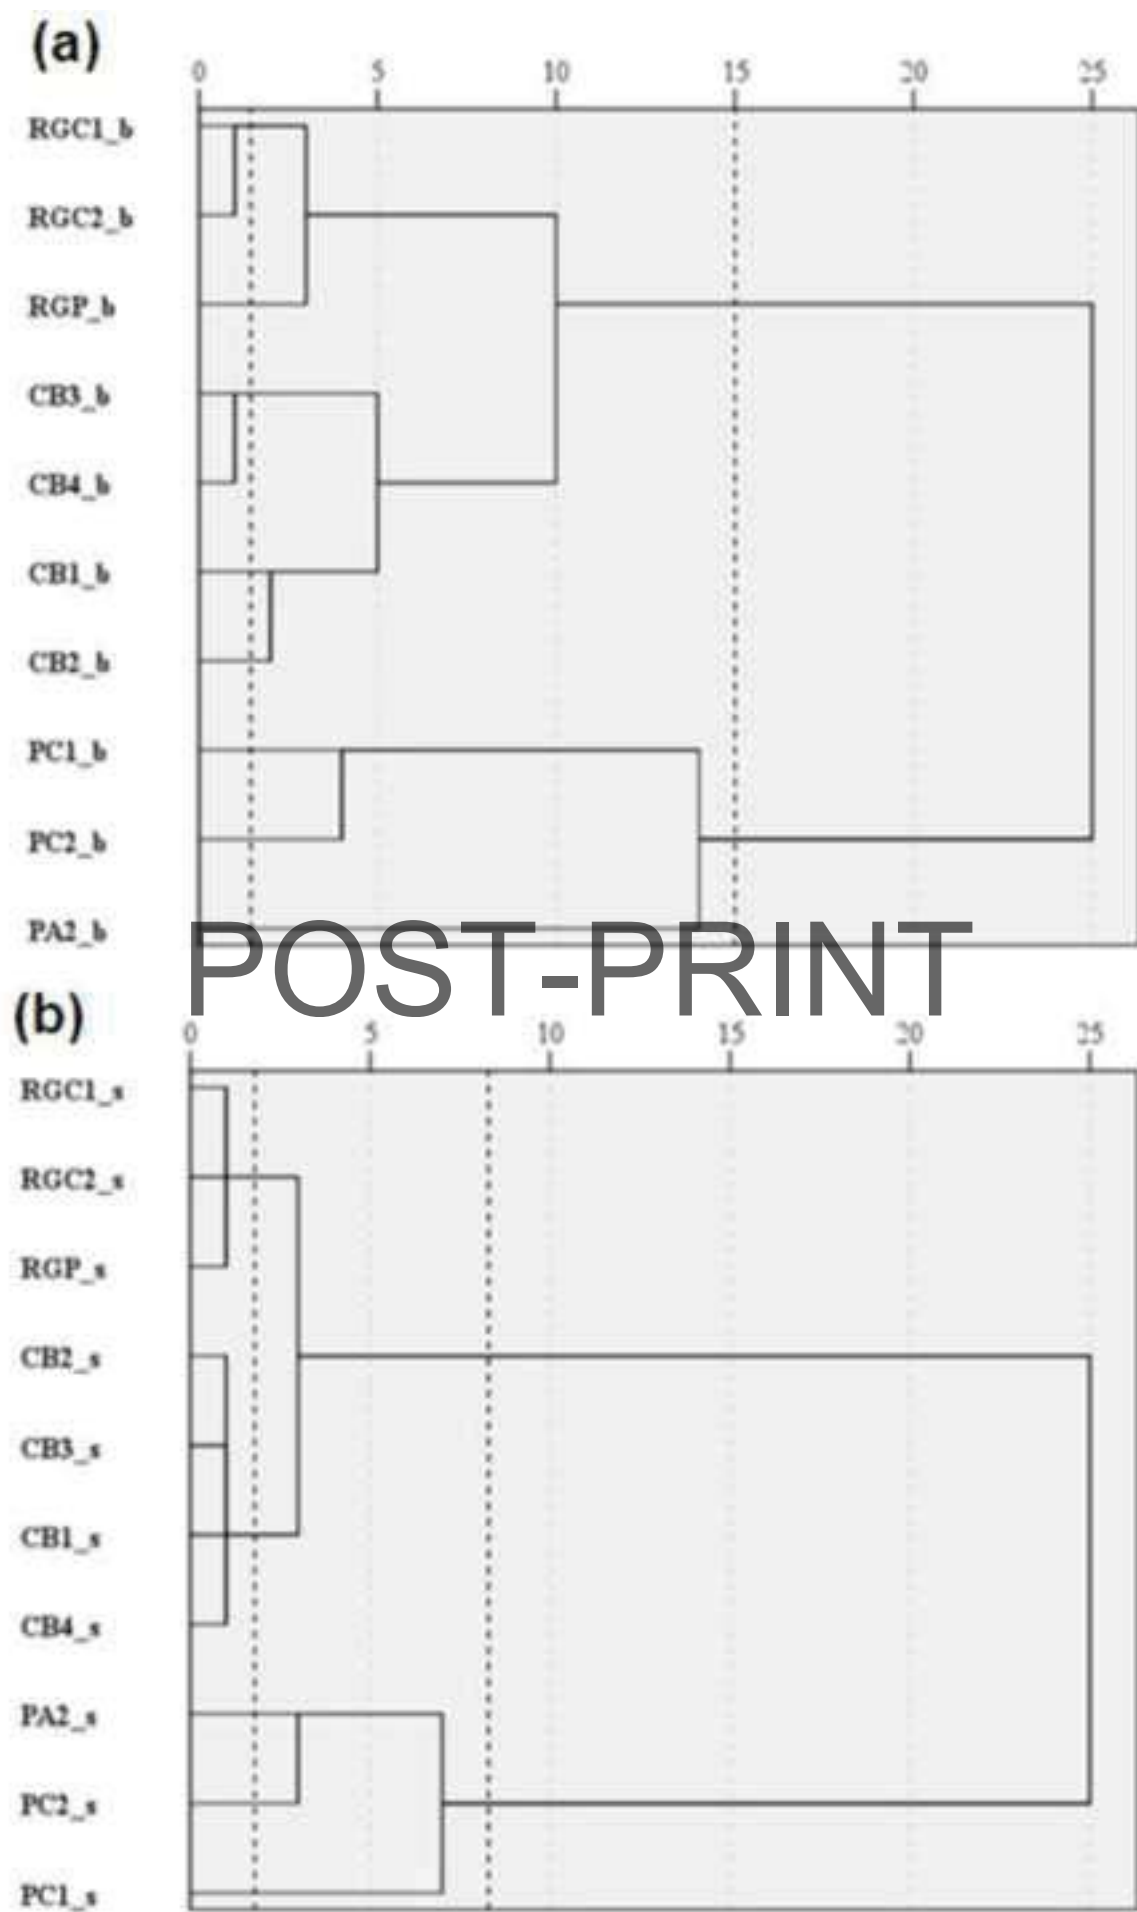 (a)
0 5 10 15 20 25
RGC1_b
RGC2_b
RGP_b
CB3_b
CB4_b
CB1_b
CB2_b
PC1_b
PC2_b
PA2_b
POST-PRINT
(b)
0 5 10 15 20 25
RGC1_s
RGC2_s
RGP_s
CB2_s
CB3_s
CB1_s
CB4_s
PA2_s
PC2_s
PC1_s